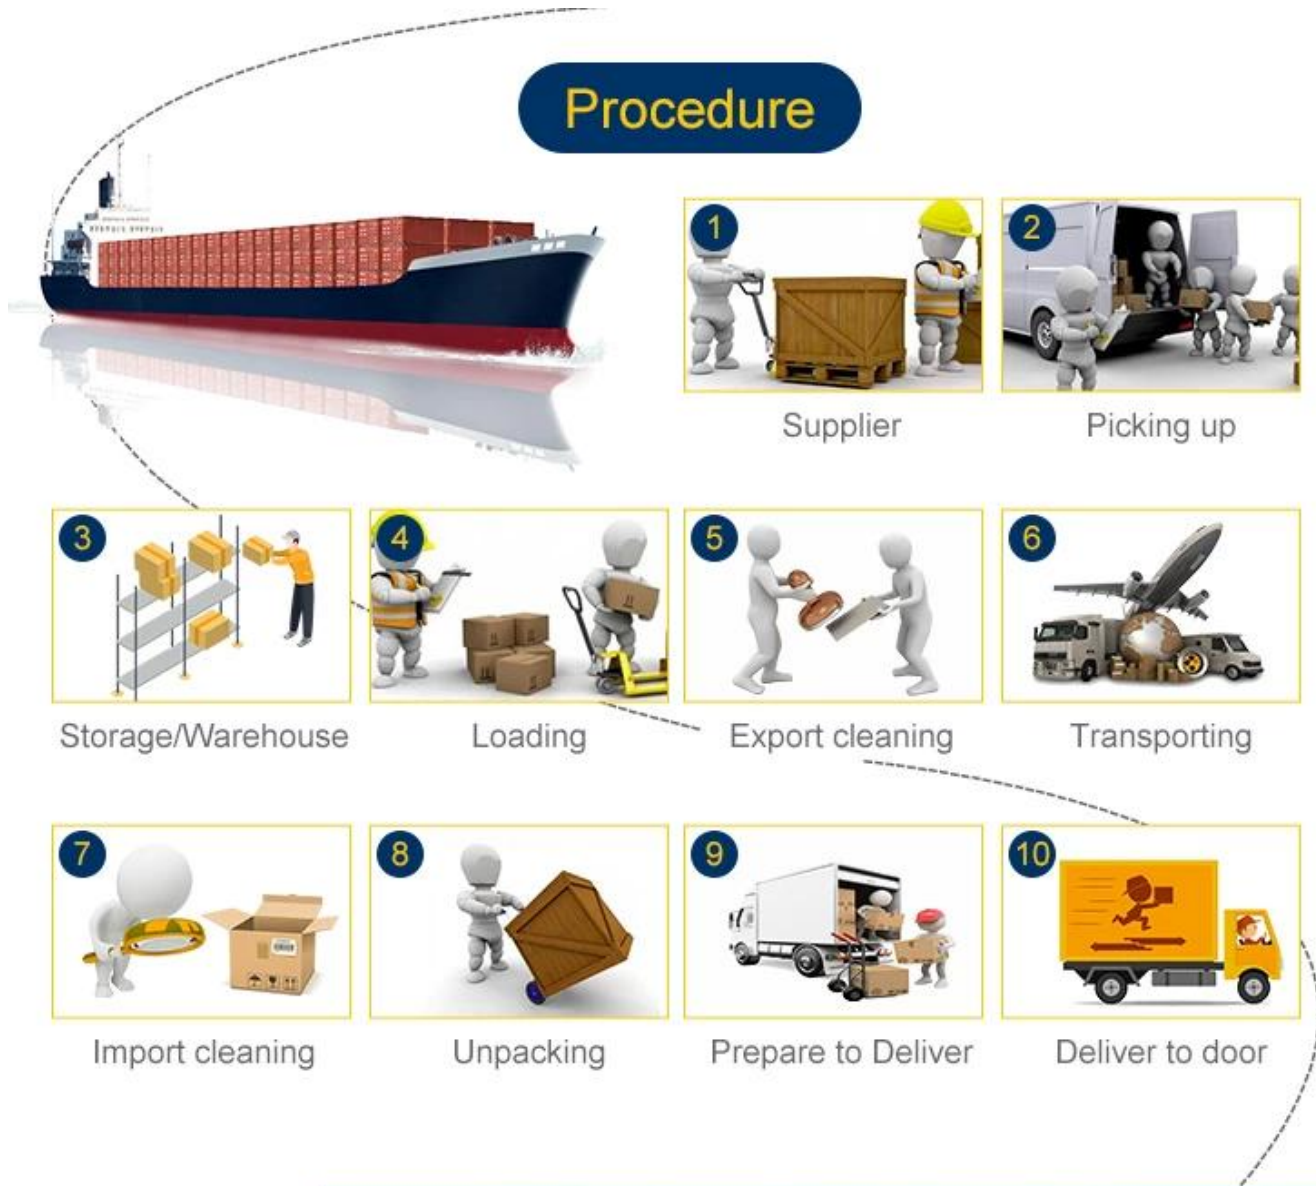 Procedure
1
2
Supplier
Picking up
3
4
5
6
Storage/Warehouse
Loading
Export cleaning
Transporting
7
8
9
10
Import cleaning
Unpacking
Prepare to Deliver
Deliver to door